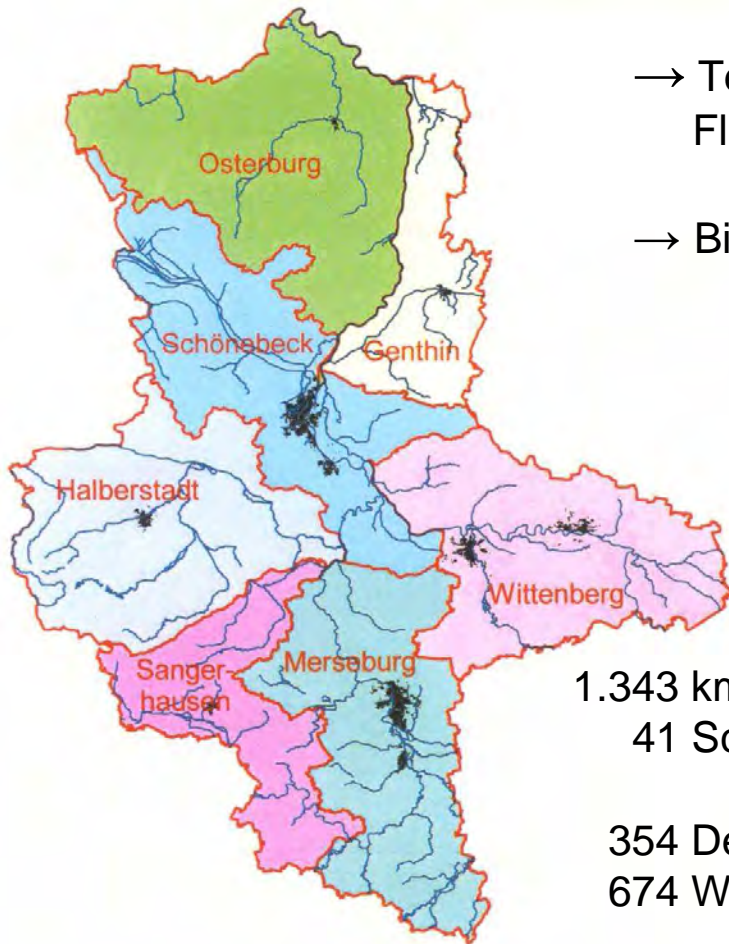 → Te
Fl
→ Bi
Osterburg
Schönebeck
Genthin
Halberstadt
Wittenberg
Sanger-
hausen
Merseburg
1.343 km
41 Sc
354 De
674 W